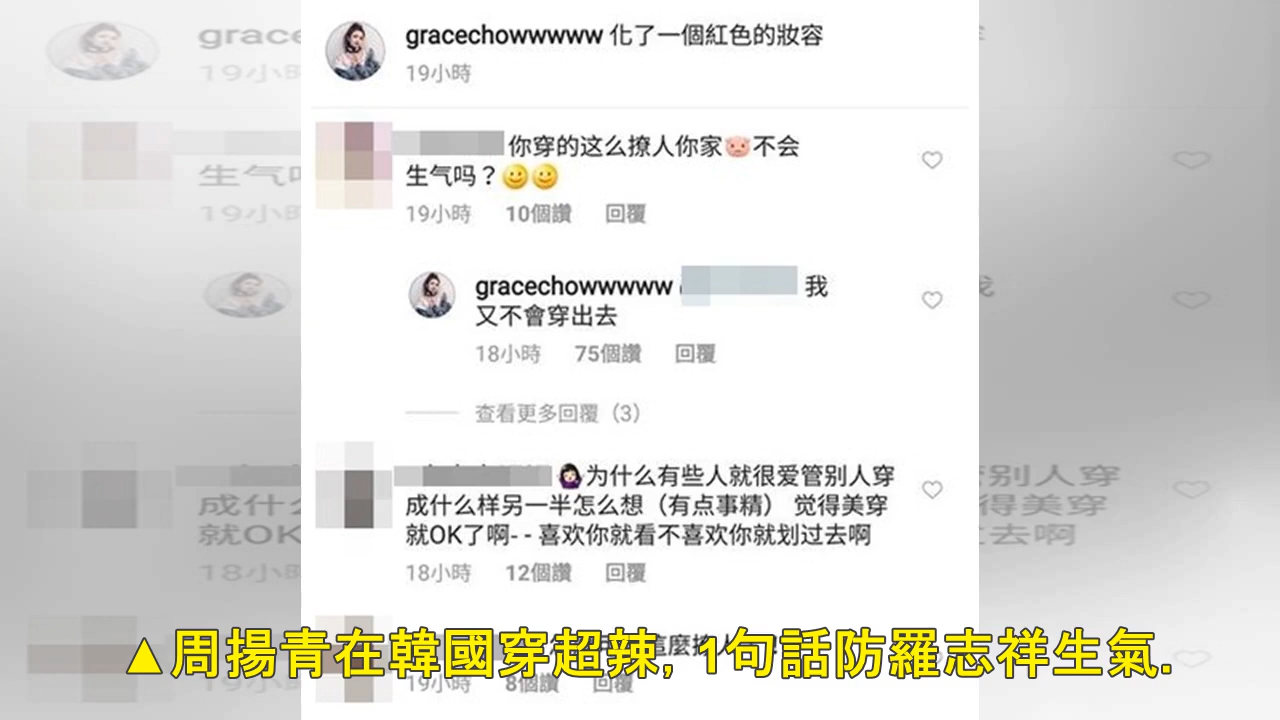 gracechowwwww 化了一個紅色的妝容
19小時
你穿的这么撩人你家🐷不会
生气吗？🙂🙂
19小時 10個讚 回覆
gracechowwwww 我
又不會穿出去
18小時 75個讚 回覆
查看更多回覆（3）
🤷🏻‍♀️为什么有些人就很爱管别人穿
成什么样另一半怎么想（有点事精） 觉得美穿
就OK了啊- - 喜欢你就看不喜欢你就划过去啊
18小時 12個讚 回覆
▲周揚青在韓國穿超辣, 1句話防羅志祥生氣.
19小時 8個讚 回覆